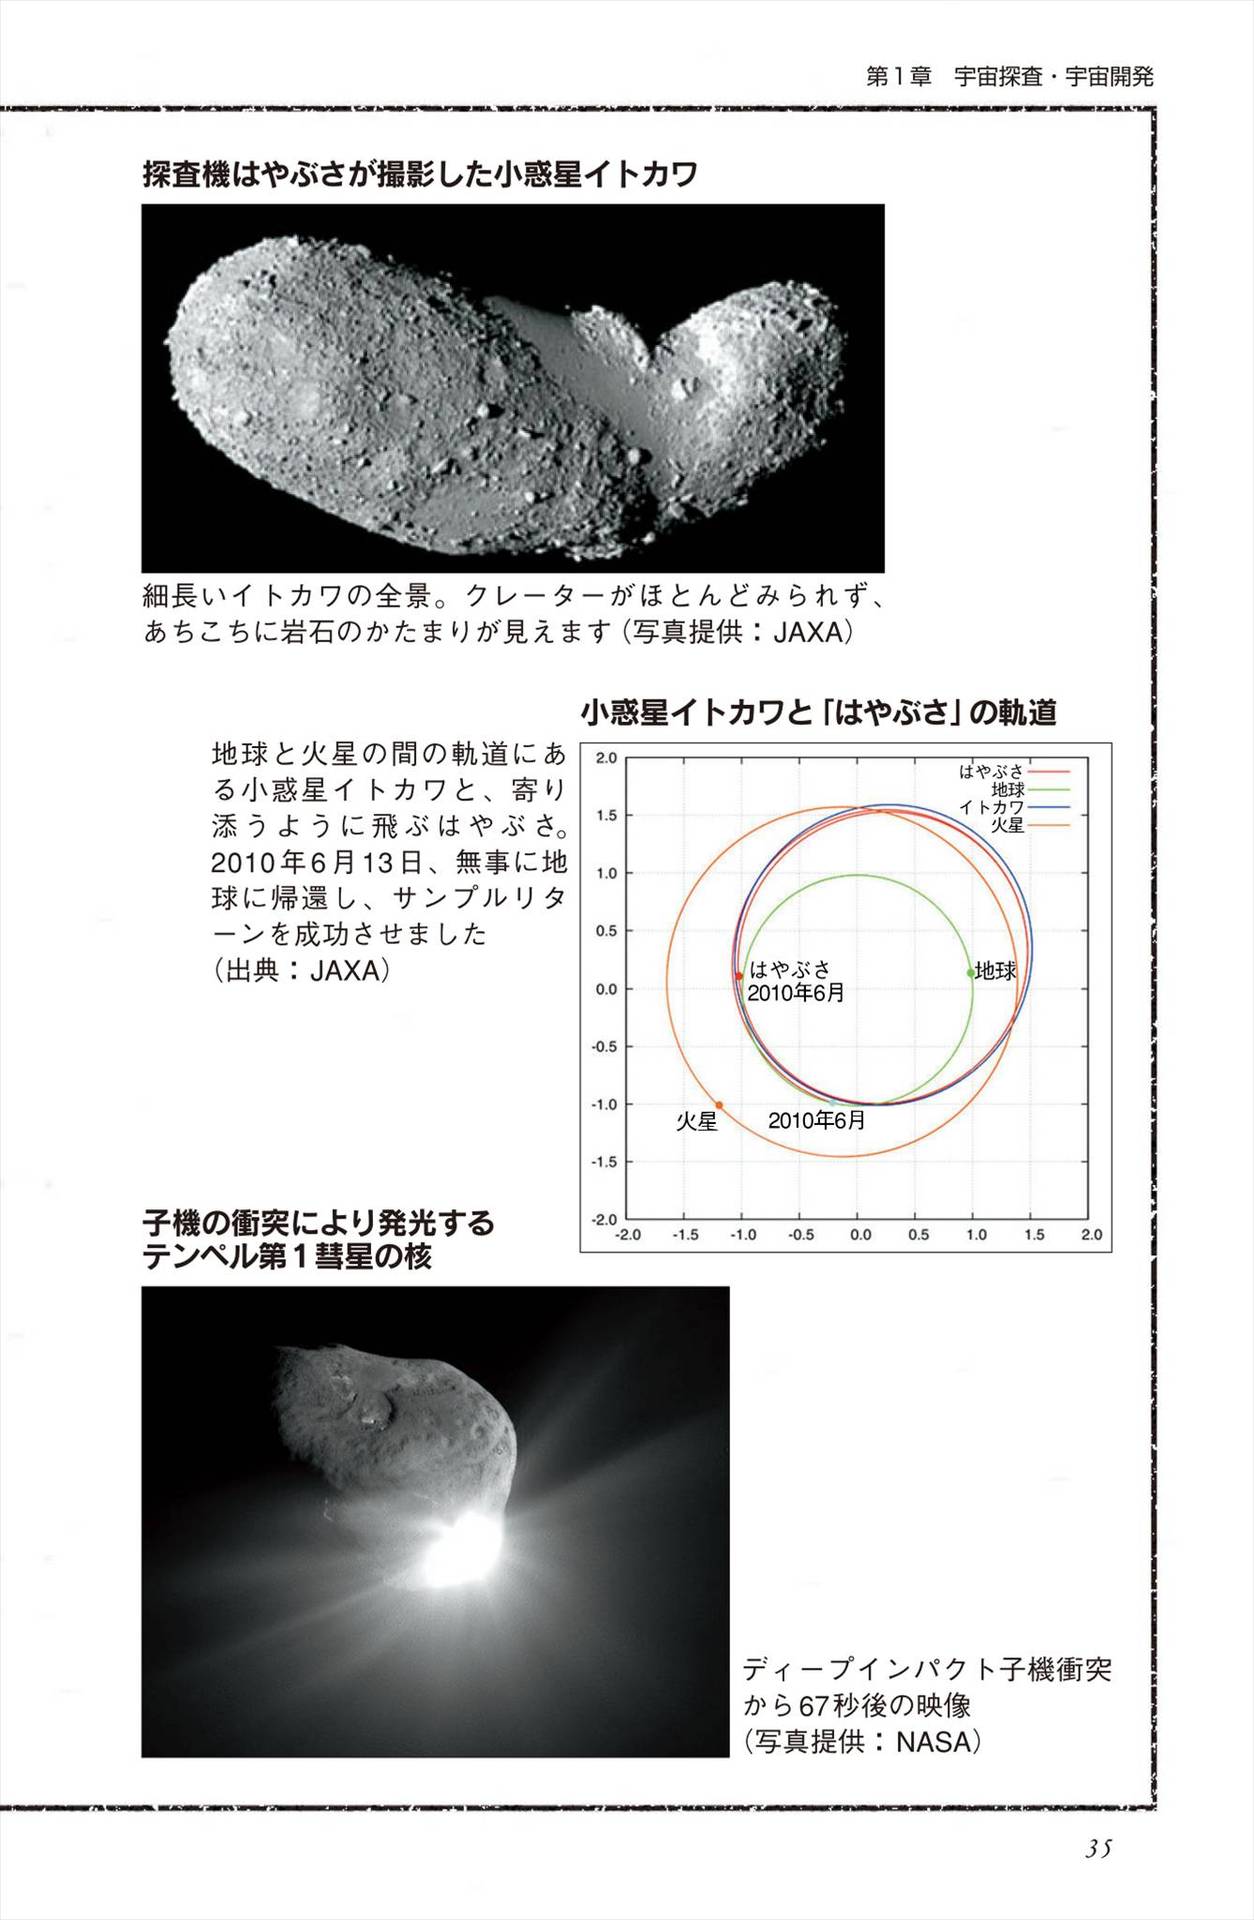 第1章　宇宙探査・宇宙開発
探査機はやぶさが撮影した小惑星イトカワ
細長いイトカワの全景。クレーターがほとんどみられず、
あちこちに岩石のかたまりが見えます（写真提供：JAXA）
小惑星イトカワと「はやぶさ」の軌道
地球と火星の間の軌道にあ
る小惑星イトカワと、寄り
添うように飛ぶはやぶさ。
2010年6月13日、無事に地
球に帰還し、サンプルリタ
ーンを成功させました
（出典：JAXA）
2.0
1.5
1.0
0.5
0.0
-0.5
-1.0
-1.5
-2.0
はやぶさ
地球
イトカワ
火星
はやぶさ
2010年6月
地球
火星
2010年6月
-2.0 -1.5 -1.0 -0.5 0.0 0.5 1.0 1.5 2.0
子機の衝突により発光する
テンペル第1彗星の核
ディープインパクト子機衝突
から67秒後の映像
（写真提供：NASA）
35